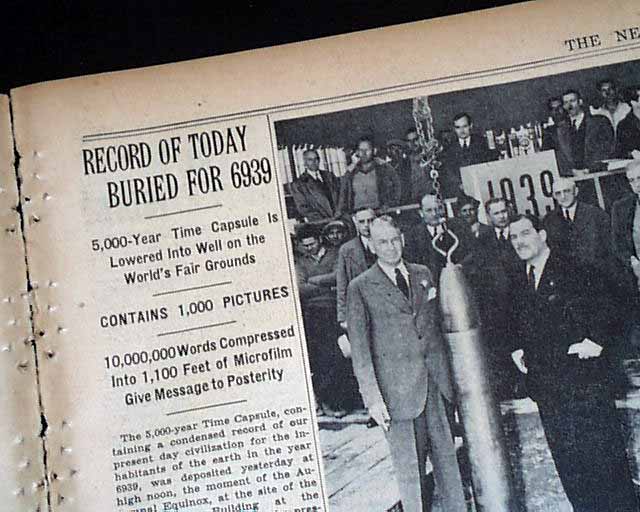 THE NE
RECORD OF TODAY
BURIED FOR 6939
5,000-Year Time Capsule Is
Lowered Into Well on the
World's Fair Grounds
CONTAINS 1,000 PICTURES
10,000,000 Words Compressed
Into 1,100 Feet of Microfilm
Give Message to Posterity
The 5,000-year Time Capsule, con-
taining a condensed record of our
present day civilization for the in-
habitants of the earth in the year
6939, was deposited yesterday at
high noon, the moment of the Au-
tumnal Equinox, at the site of the
Building at the
pres-
1939